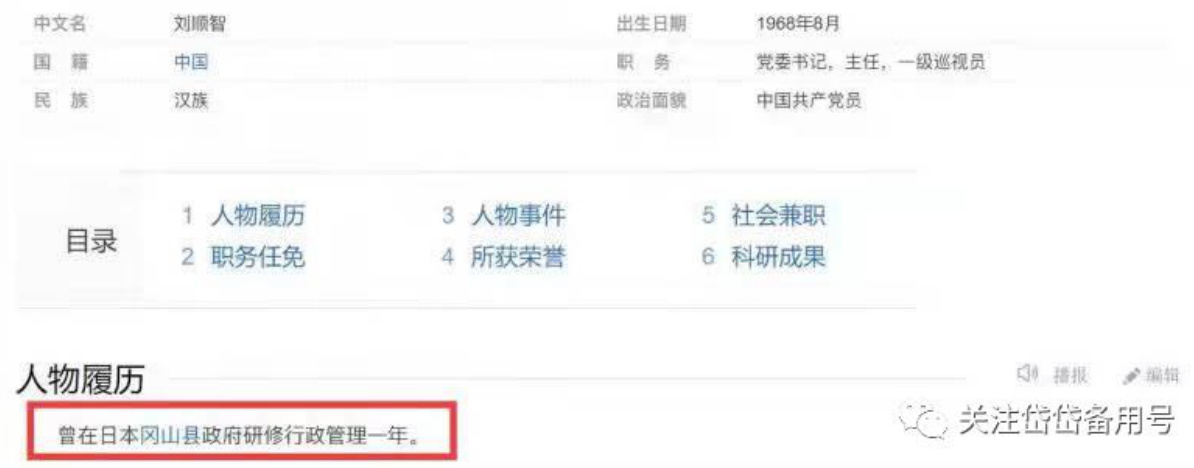 中文名 刘顺智 出生日期 1968年8月
国 籍 中国 职 务 党委书记，主任，一级巡视员
民 族 汉族 政治面貌 中国共产党员
1 人物履历 3 人物事件 5 社会兼职
目录
2 职务任免 4 所获荣誉 6 科研成果
人物履历 播报 编辑
曾在日本冈山县政府研修行政管理一年。
关注岱岱备用号